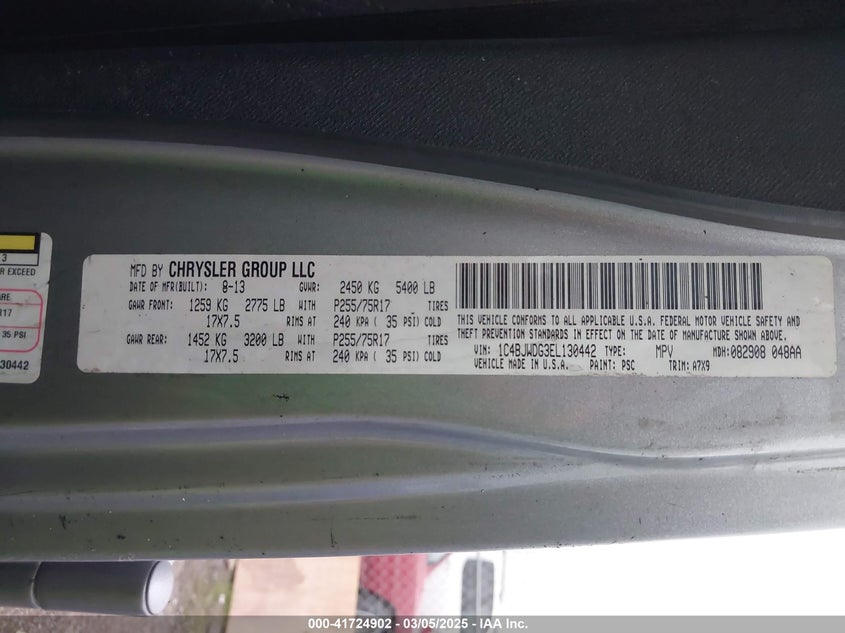 3
R EXCEED
RE
R17
35 PSI
30442
MFD BY CHRYSLER GROUP LLC
DATE OF MFR(BUILT): 8-13 GVWR: 2450 KG 5400 LB
GAWR FRONT: 1259 KG 2775 LB WITH P255/75R17 TIRES
17X7.5 RIMS AT 240 KPA ( 35 PSI) COLD
GAWR REAR: 1452 KG 3200 LB WITH P255/75R17 TIRES
17X7.5 RIMS AT 240 KPA ( 35 PSI) COLD
THIS VEHICLE CONFORMS TO ALL APPLICABLE U.S.A. FEDERAL MOTOR VEHICLE SAFETY AND
THEFT PREVENTION STANDARDS IN EFFECT ON THE DATE OF MANUFACTURE SHOWN ABOVE.
VIN: 1C4BJWDG3EL130442 TYPE: MPV MDH:082908 048AA
VEHICLE MADE IN U.S.A. PAINT: PSC TRIM: A7X9
000-41724902 — 03/05/2025 - IAA Inc.